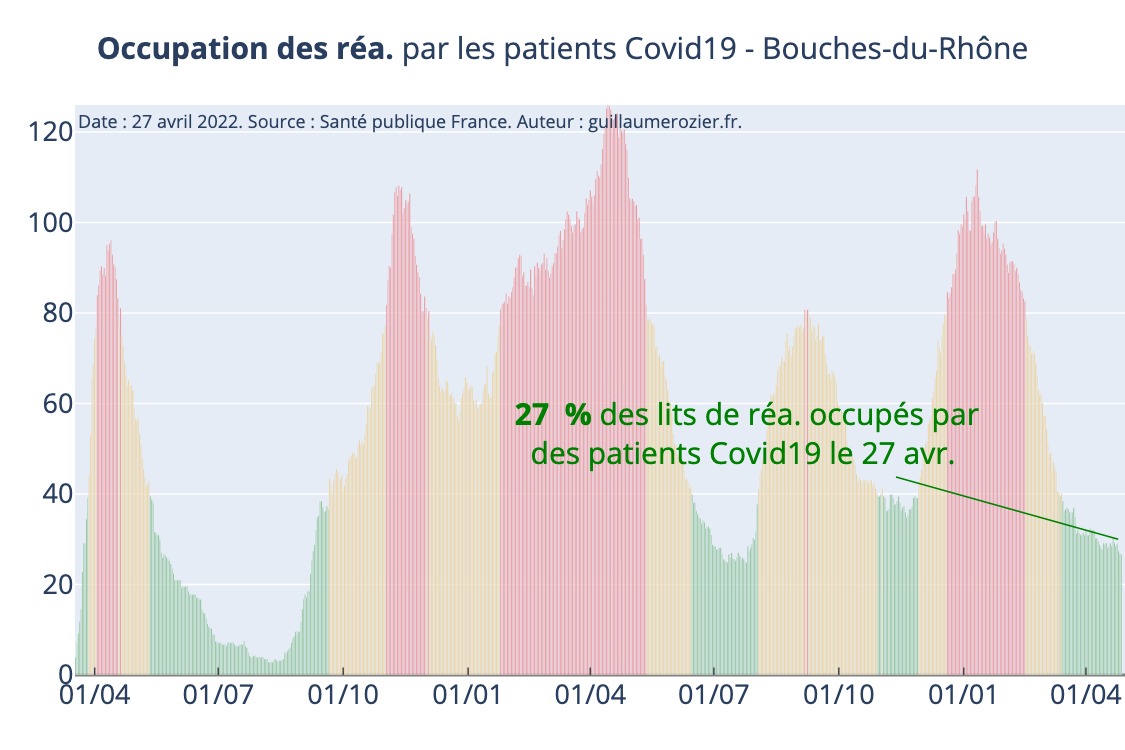 Occupation des réa. par les patients Covid19 - Bouches-du-Rhône
Date : 27 avril 2022. Source : Santé publique France. Auteur : guillaumerozier.fr.
120
100
80
60
40
20
0
27 % des lits de réa. occupés par
des patients Covid19 le 27 avr.
01/04 01/07 01/10 01/01 01/04 01/07 01/10 01/01 01/04